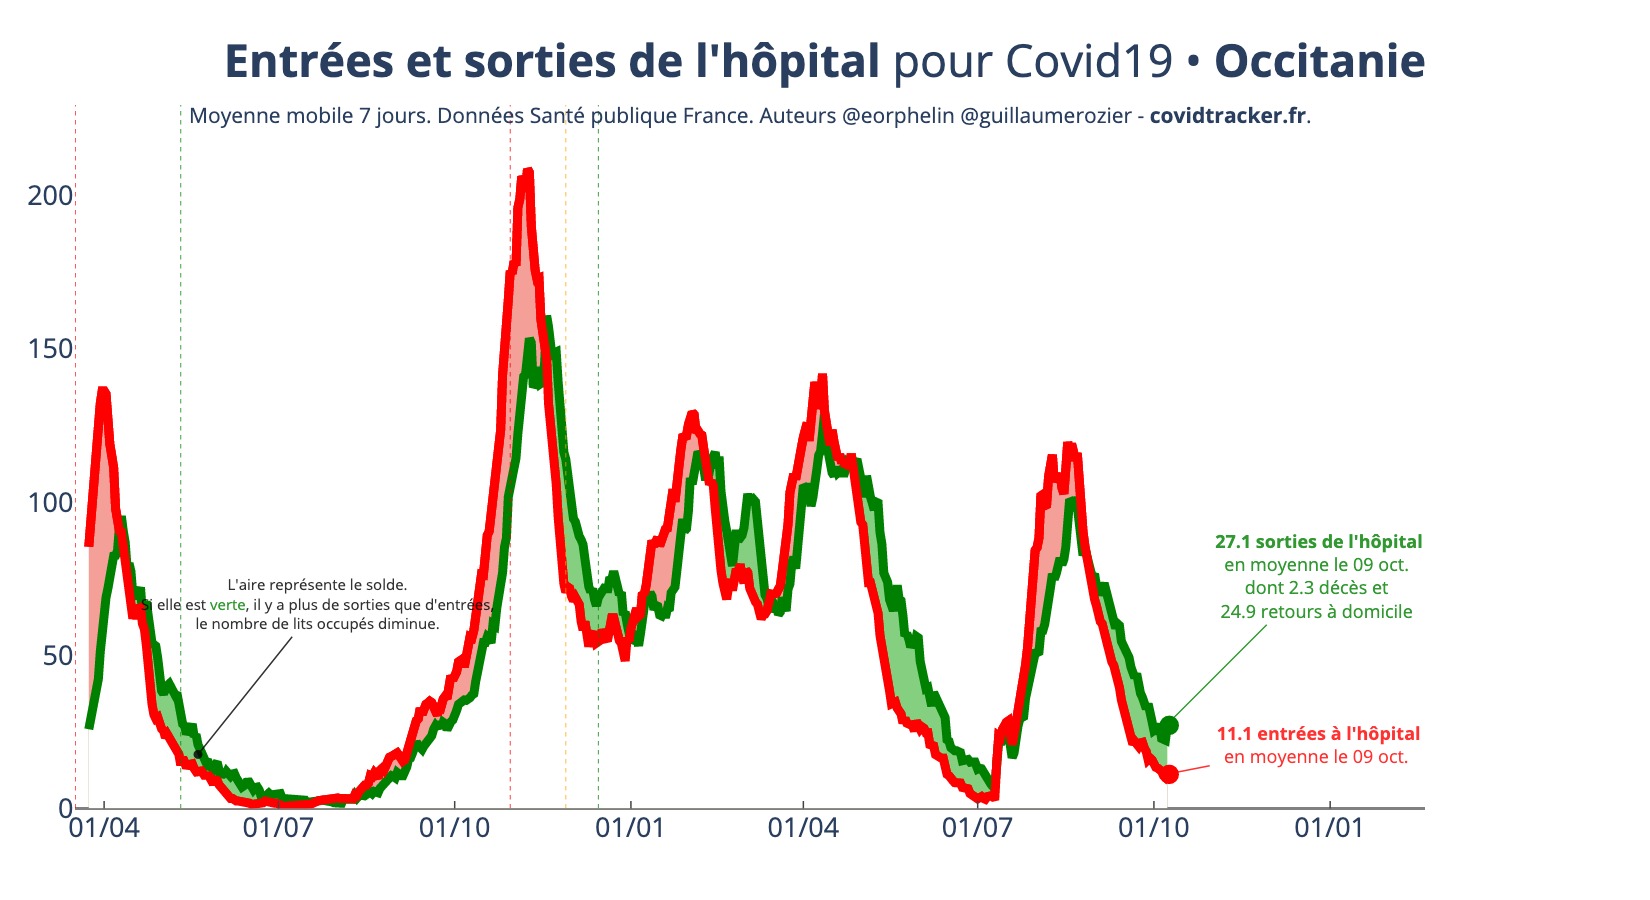 Entrées et sorties de l'hôpital pour Covid19 • Occitanie
Moyenne mobile 7 jours. Données Santé publique France. Auteurs @eorphelin @guillaumerozier - covidtracker.fr.
200
150
100
50
0
L'aire représente le solde.
Si elle est verte, il y a plus de sorties que d'entrées,
le nombre de lits occupés diminue.
27.1 sorties de l'hôpital
en moyenne le 09 oct.
dont 2.3 décès et
24.9 retours à domicile
11.1 entrées à l'hôpital
en moyenne le 09 oct.
01/04 01/07 01/10 01/01 01/04 01/07 01/10 01/01